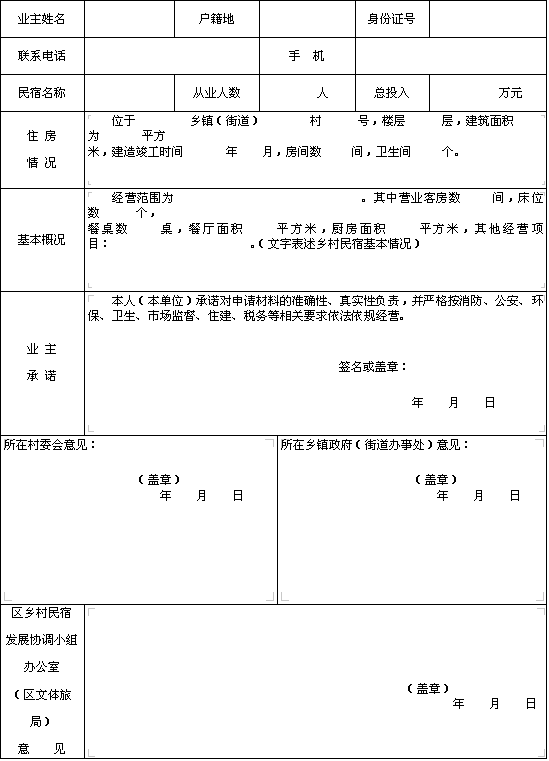 业主姓名 户籍地 身份证号
联系电话 手 机
民宿名称 从业人数 人 总投入 万元
住 房
情 况
位于 乡镇（街道） 村 号，楼层 层，建筑面积
为 平方
米，建造竣工时间 年 月，房间数 间，卫生间 个。
基本概况
经营范围为 。其中营业客房数 间，床位
数 个，
餐桌数 桌，餐厅面积 平方米，厨房面积 平方米，其他经营项
目： 。（文字表述乡村民宿基本情况）
业 主
承 诺
本人（本单位）承诺对申请材料的准确性、真实性负责，并严格按消防、公安、环
保、卫生、市场监督、住建、税务等相关要求依法依规经营。
签名或盖章：
年 月 日
所在村委会意见：
（盖章）
年 月 日
所在乡镇政府（街道办事处）意见：
（盖章）
年 月 日
区乡村民宿
发展协调小组
办公室
（区文体旅
局）
意 见
（盖章）
年 月 日